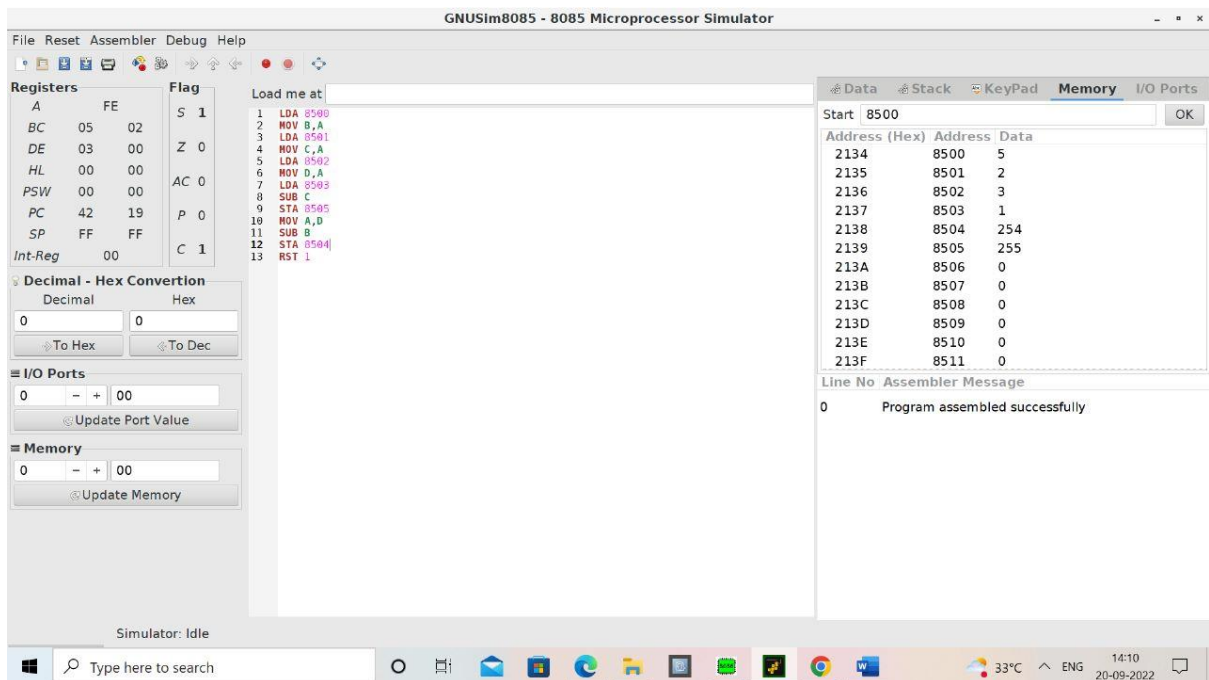 GNUSim8085 - 8085 Microprocessor Simulator
File Reset Assembler Debug Help
Registers
A FE
BC 05 02
DE 03 00
HL 00 00
PSW 00 00
PC 42 19
SP FF FF
Int-Reg 00
Flag
S 1
Z 0
AC 0
P 0
C 1
Decimal - Hex Convertion
Decimal Hex
0 0
To Hex To Dec
I/O Ports
0 - + 00
Update Port Value
Memory
0 - + 00
Update Memory
Load me at
1 LDA 8500
2 MOV B,A
3 LDA 8501
4 MOV C,A
5 LDA 8502
6 MOV D,A
7 LDA 8503
8 SUB C
9 STA 8505
10 MOV A,D
11 SUB B
12 STA 8504
13 RST 1
Data Stack KeyPad Memory I/O Ports
Start 8500 OK
Address (Hex) Address Data
2134 8500 5
2135 8501 2
2136 8502 3
2137 8503 1
2138 8504 254
2139 8505 255
213A 8506 0
213B 8507 0
213C 8508 0
213D 8509 0
213E 8510 0
213F 8511 0
Line No Assembler Message
0 Program assembled successfully
Simulator: Idle
Type here to search
33°C ENG 14:10
20-09-2022